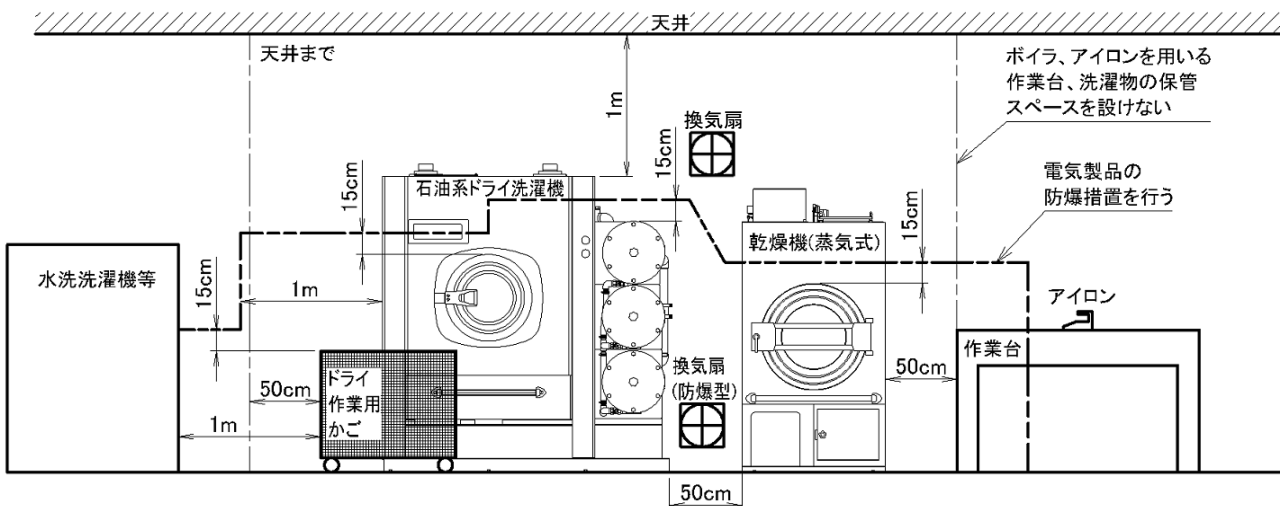 天井
天井まで
ボイラ、アイロンを用いる
作業台、洗濯物の保管
スペースを設けない
1m
換気扇
15cm
電気製品の
防爆措置を行う
石油系ドライ洗濯機
15cm
乾燥機(蒸気式)
15cm
水洗洗濯機等
15cm
1m
アイロン
作業台
ドライ
作業用
かご
換気扇
(防爆型)
50cm
50cm
1m
50cm